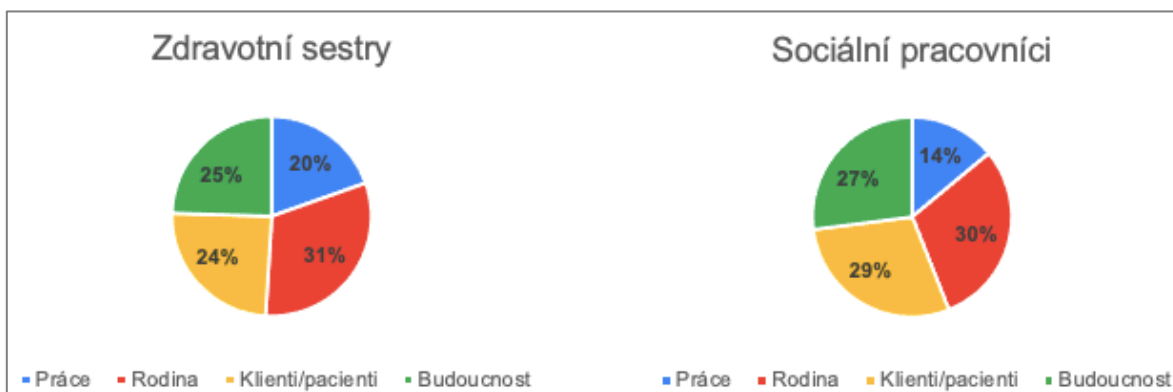 Zdravotní sestry
20%
31%
24%
25%
Práce Rodina Klienti/pacienti Budoucnost
Sociální pracovníci
14%
30%
29%
27%
Práce Rodina Klienti/pacienti Budoucnost